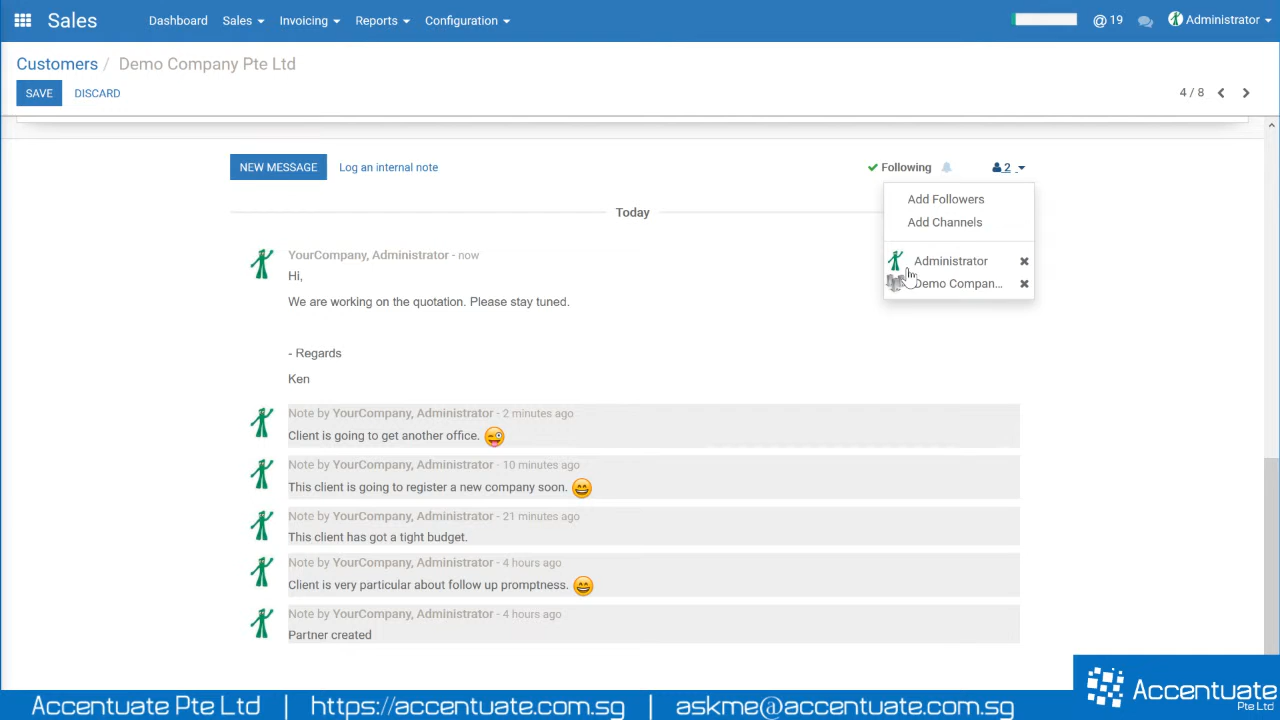 Sales
Dashboard
Sales
Invoicing
Reports
Configuration
@ 19
Administrator
Customers / Demo Company Pte Ltd
SAVE
DISCARD
4 / 8
NEW MESSAGE
Log an internal note
Following
2
Add Followers
Add Channels
Administrator
Demo Compan...
Today
YourCompany, Administrator - now
Hi,
We are working on the quotation. Please stay tuned.
- Regards
Ken
Note by YourCompany, Administrator - 2 minutes ago
Client is going to get another office.
Note by YourCompany, Administrator - 10 minutes ago
This client is going to register a new company soon.
Note by YourCompany, Administrator - 21 minutes ago
This client has got a tight budget.
Note by YourCompany, Administrator - 4 hours ago
Client is very particular about follow up promptness.
Note by YourCompany, Administrator - 4 hours ago
Partner created
Accentuate
Pte Ltd
Accentuate Pte Ltd | https://accentuate.com.sg | askme@accentuate.com.sg